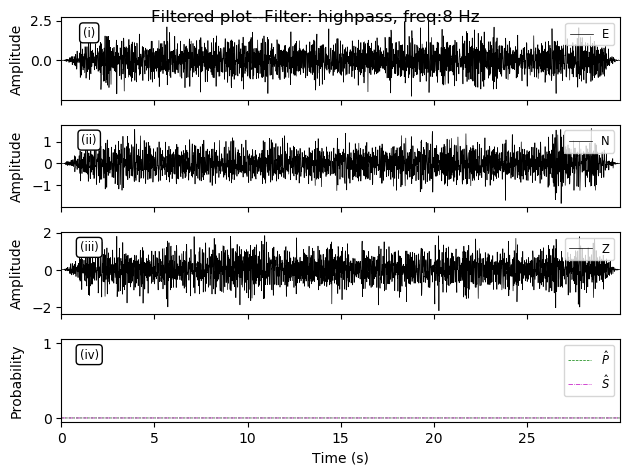 Filtered plot--Filter: highpass, freq:8 Hz
Amplitude
2.5
0.0
(i)
E
Amplitude
1
0
−1
(ii)
N
Amplitude
2
0
−2
(iii)
Z
Probability
1
0
(iv)
P̂
Ŝ
0 5 10 15 20 25
Time (s)